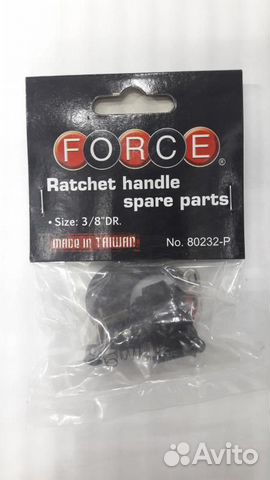 FORCE®
Ratchet handle
spare parts
• Size: 3/8"DR.
MADE IN TAIWAN
No. 80232-P
Avito